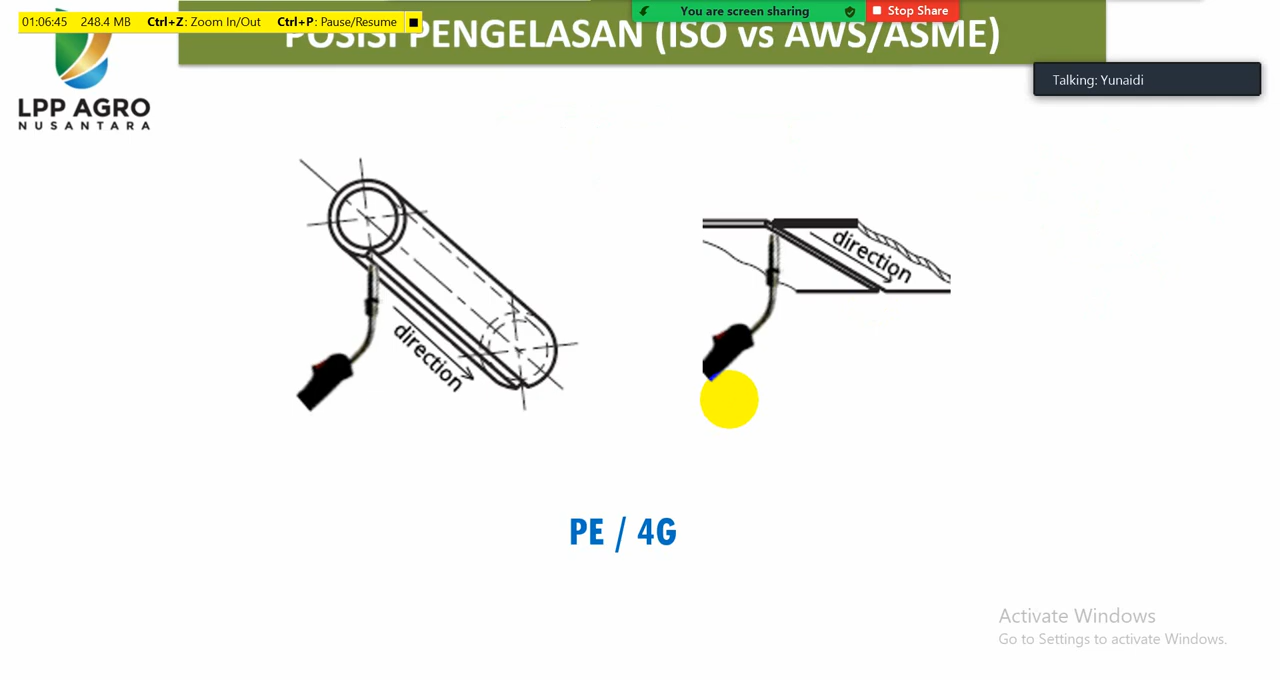 01:06:45 248.4 MB Ctrl+Z: Zoom In/Out Ctrl+P: Pause/Resume
You are screen sharing
Stop Share
POSISI PENGELASAN (ISO vs AWS/ASME)
Talking: Yunaidi
LPP AGRO
NUSANTARA
direction
direction
PE / 4G
Activate Windows
Go to Settings to activate Windows.